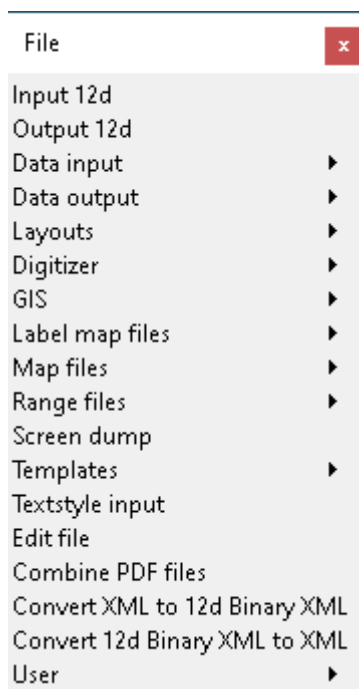 File
x
Input 12d
Output 12d
Data input
Data output
Layouts
Digitizer
GIS
Label map files
Map files
Range files
Screen dump
Templates
Textstyle input
Edit file
Combine PDF files
Convert XML to 12d Binary XML
Convert 12d Binary XML to XML
User